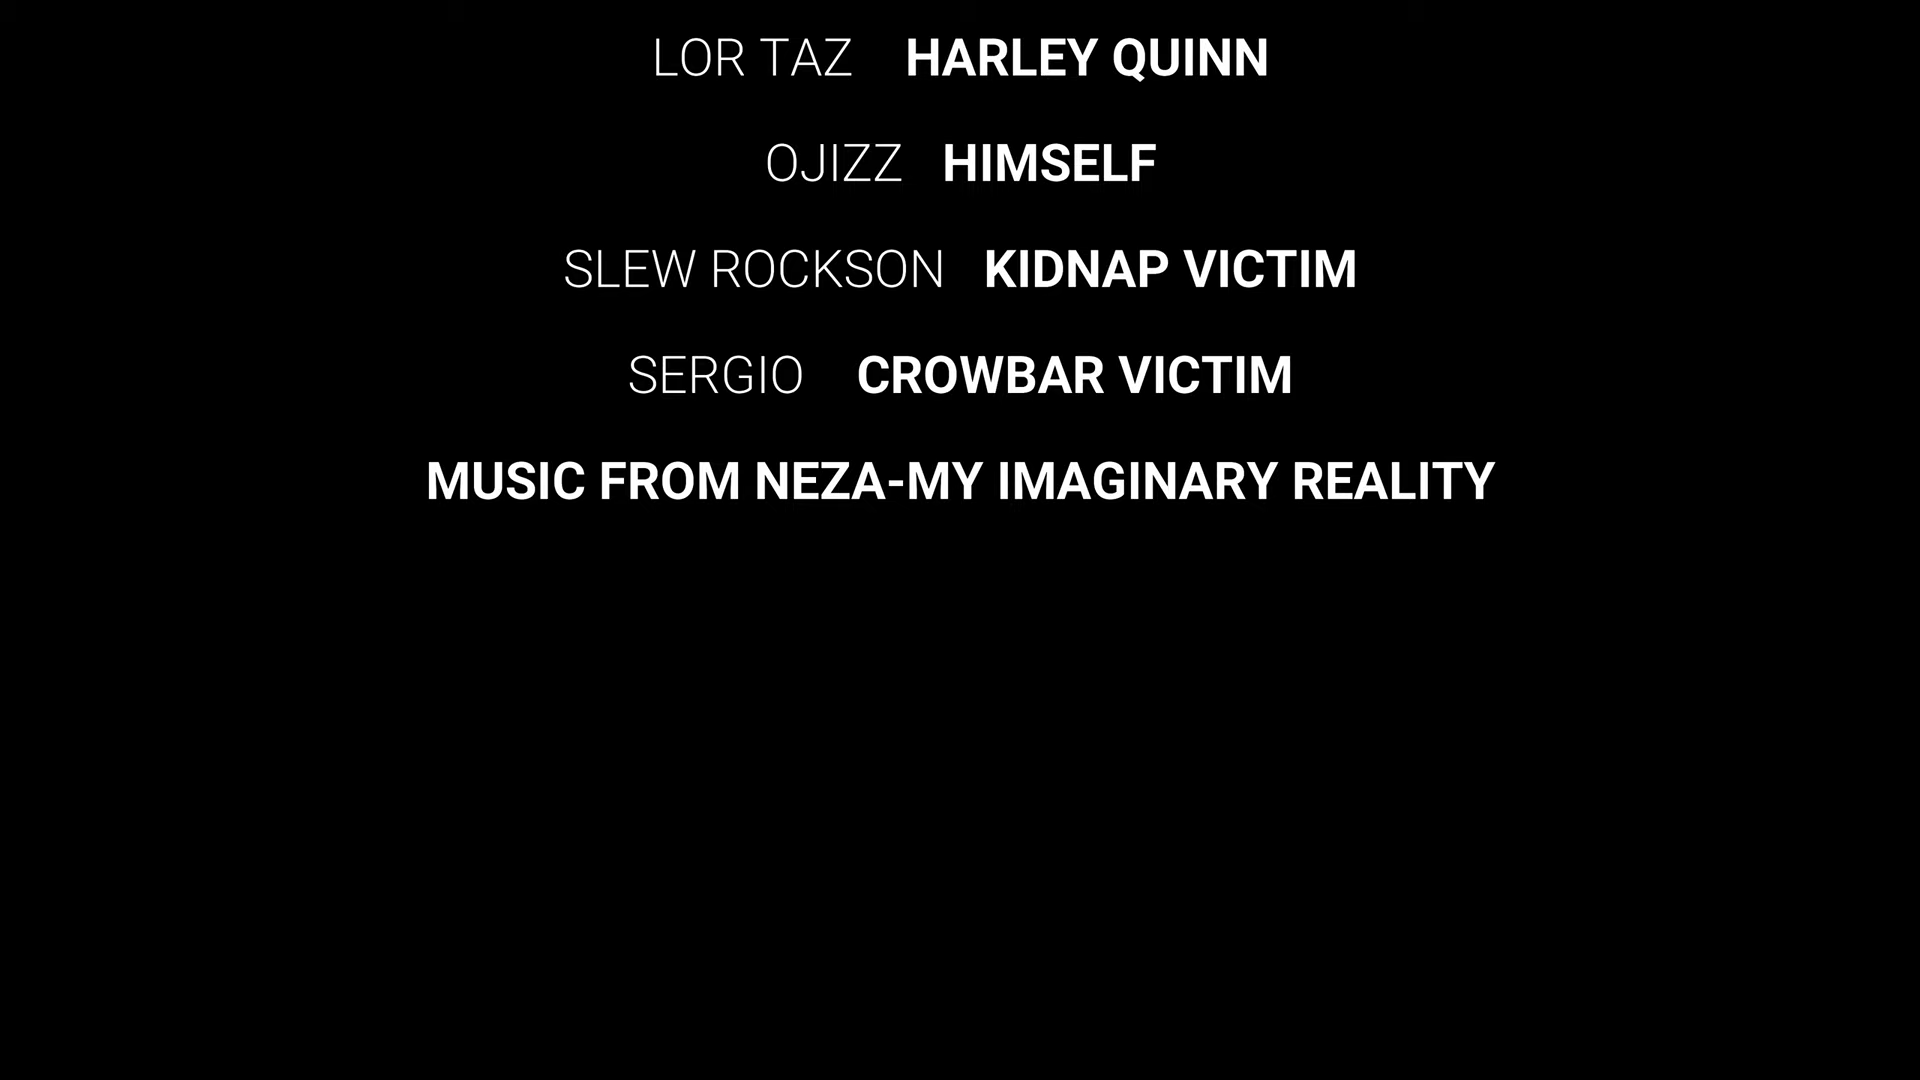 LOR TAZ HARLEY QUINN
OJIZZ HIMSELF
SLEW ROCKSON KIDNAP VICTIM
SERGIO CROWBAR VICTIM
MUSIC FROM NEZA-MY IMAGINARY REALITY